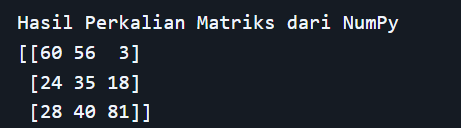 Hasil Perkalian Matriks dari NumPy
[[60 56  3]
 [24 35 18]
 [28 40 81]]